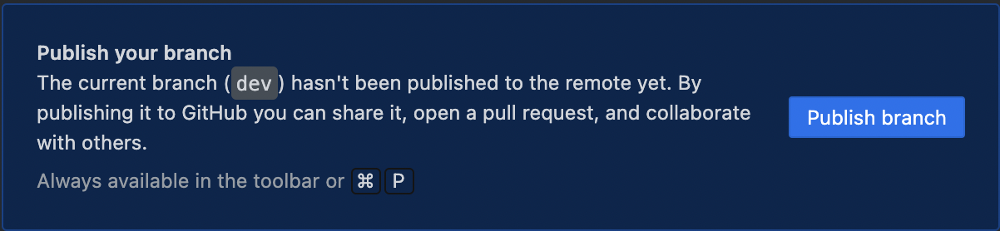 Publish your branch
The current branch (dev) hasn't been published to the remote yet. By
publishing it to GitHub you can share it, open a pull request, and collaborate
with others.
Publish branch
Always available in the toolbar or ⌘ P